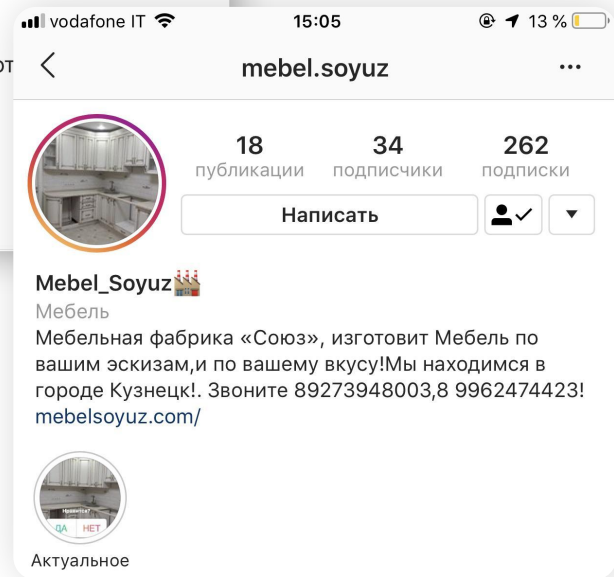 vodafone IT 15:05 13 %
от
mebel.soyuz
18 34 262
публикации подписчики подписки
Написать
Mebel_Soyuz
Мебель
Мебельная фабрика «Союз», изготовит Мебель по
вашим эскизам,и по вашему вкусу!Мы находимся в
городе Кузнецк!. Звоните 89273948003,8 9962474423!
mebelsoyuz.com/
Нравится?
ДА НЕТ
Актуальное